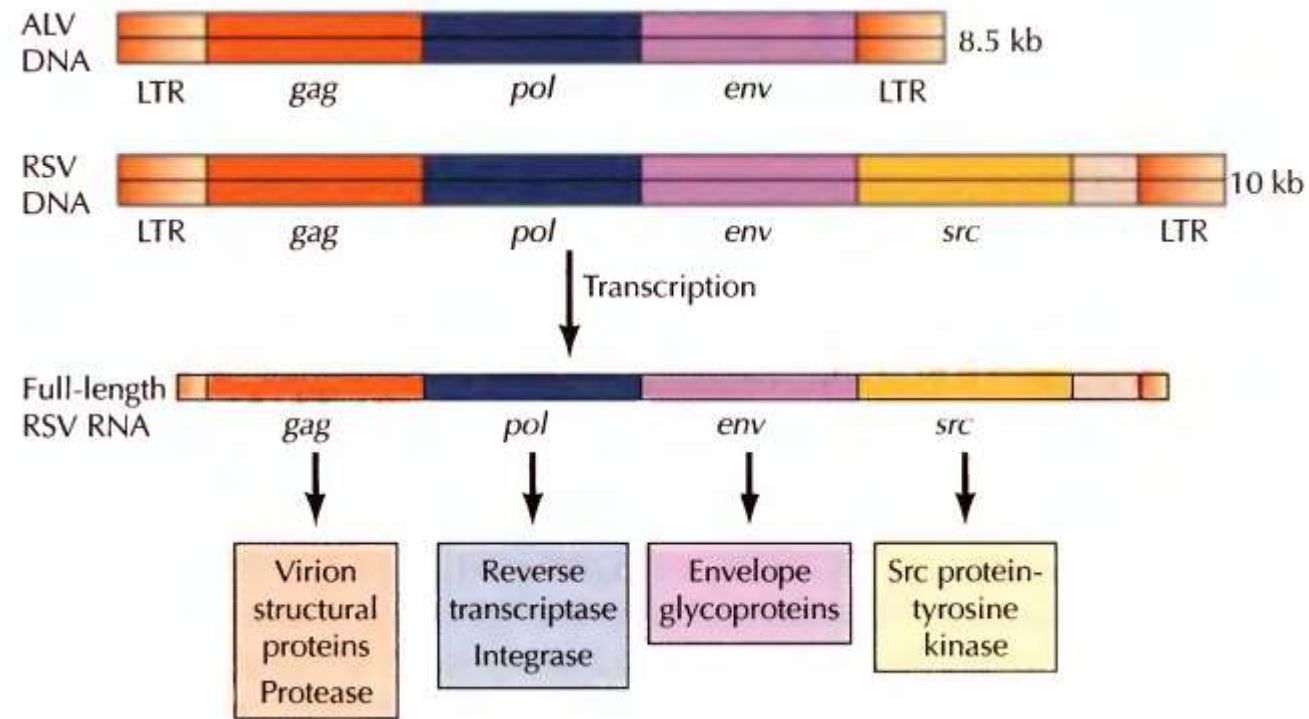 ALV
DNA
8.5 kb
LTR gag pol env LTR
RSV
DNA
10 kb
LTR gag pol env src LTR
Transcription
Full-length
RSV RNA
gag pol env src
Virion
structural
proteins
Protease
Reverse
transcriptase
Integrase
Envelope
glycoproteins
Src protein-
tyrosine
kinase